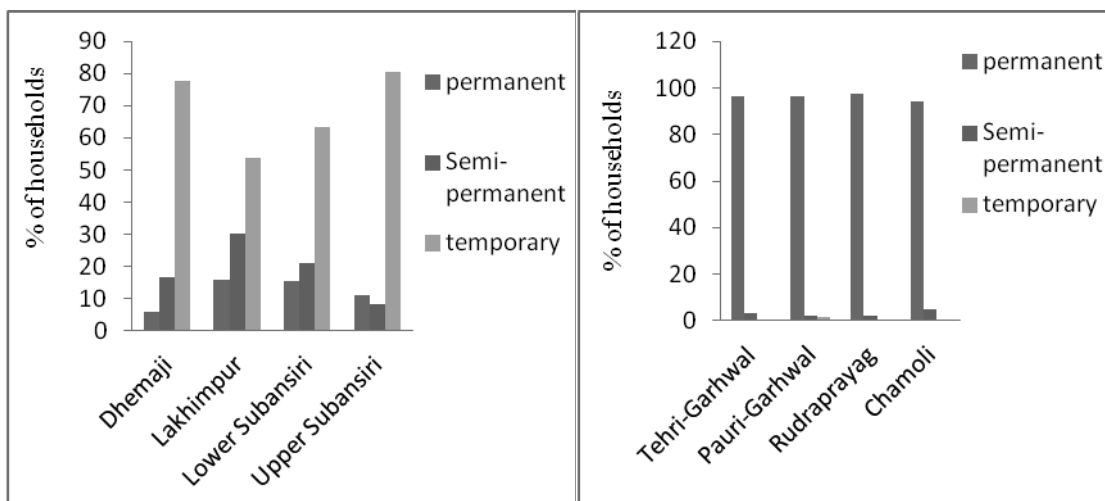 % of households
90
80
70
60
50
40
30
20
10
0
Dhemaji
Lakhimpur
Lower Subansiri
Upper Subansiri
permanent
Semi-
permanent
temporary
% of households
120
100
80
60
40
20
0
Tehri-Garhwal
Pauri-Garhwal
Rudraprayag
Chamoli
permanent
Semi-
permanent
temporary